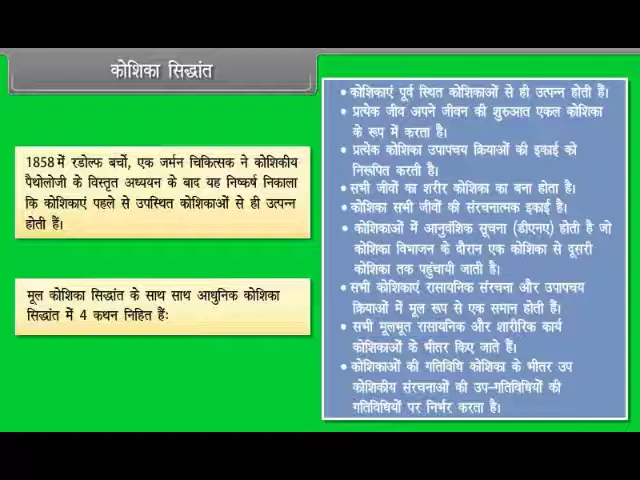 कोशिका सिद्धांत
1858 में रडोल्फ बर्चो, एक जर्मन चिकित्सक ने कोशिकीय
पैथोलोजी के विस्तृत अध्ययन के बाद यह निष्कर्ष निकाला
कि कोशिकाएं पहले से उपस्थित कोशिकाओं से ही उत्पन्न
होती हैं।
मूल कोशिका सिद्धांत के साथ साथ आधुनिक कोशिका
सिद्धांत में 4 कथन निहित हैः
• कोशिकाएं पूर्व स्थित कोशिकाओं से ही उत्पन्न होती हैं।
• प्रत्येक जीव अपने जीवन की शुरुआत एकल कोशिका
के रूप में करता है।
• प्रत्येक कोशिका उपापचय क्रियाओं की इकाई को
निरूपित करती है।
• सभी जीवों का शरीर कोशिका का बना होता है।
• कोशिका सभी जीवों की संरचनात्मक इकाई है।
• कोशिकाओं में आनुवंशिक सूचना (डीएनए) होती है जो
कोशिका विभाजन के दौरान एक कोशिका से दूसरी
कोशिका तक पहुंचायी जाती है।
• सभी कोशिकाएं रासायनिक संरचना और उपापचय
क्रियाओं में मूल रूप से एक समान होती हैं।
• सभी मूलभूत रासायनिक और शारीरिक कार्य
कोशिकाओं के भीतर किए जाते हैं।
• कोशिकाओं की गतिविधि कोशिका के भीतर उप
कोशिकीय संरचनाओं की उप-गतिविधियों की
गतिविधियों पर निर्भर करता है।